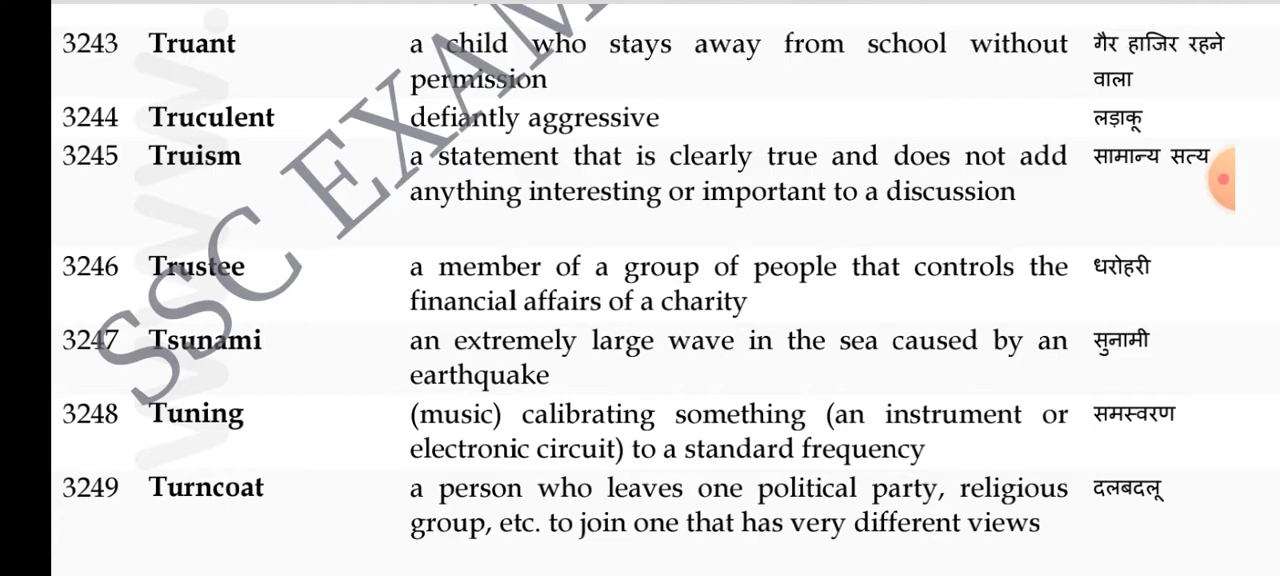 3243 Truant a child who stays away from school without गैर हाजिर रहने
permission वाला
3244 Truculent defiantly aggressive लड़ाकू
3245 Truism a statement that is clearly true and does not add सामान्य सत्य
anything interesting or important to a discussion
3246 Trustee a member of a group of people that controls the धरोहरी
financial affairs of a charity
3247 Tsunami an extremely large wave in the sea caused by an सुनामी
earthquake
3248 Tuning (music) calibrating something (an instrument or समस्वरण
electronic circuit) to a standard frequency
3249 Turncoat a person who leaves one political party, religious दलबदलू
group, etc. to join one that has very different views
SSC EXAM
www.